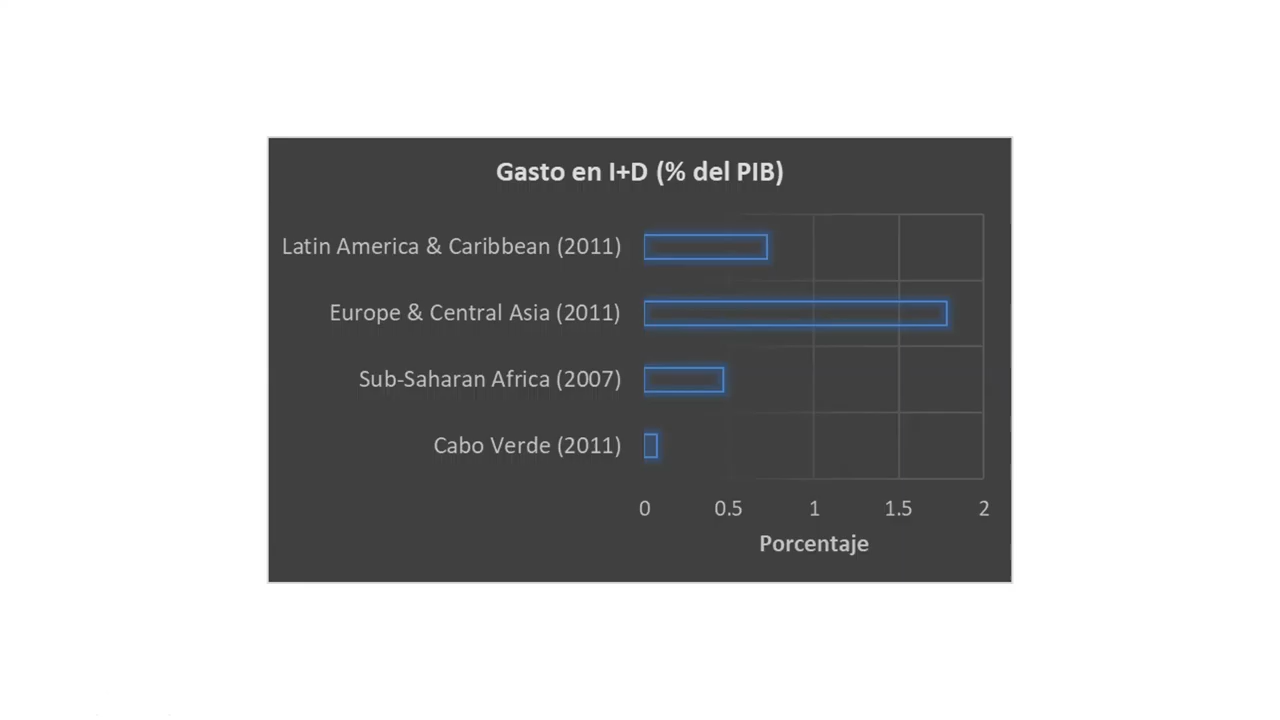 Gasto en I+D (% del PIB)
Latin America & Caribbean (2011)
Europe & Central Asia (2011)
Sub-Saharan Africa (2007)
Cabo Verde (2011)
0 0.5 1 1.5 2
Porcentaje